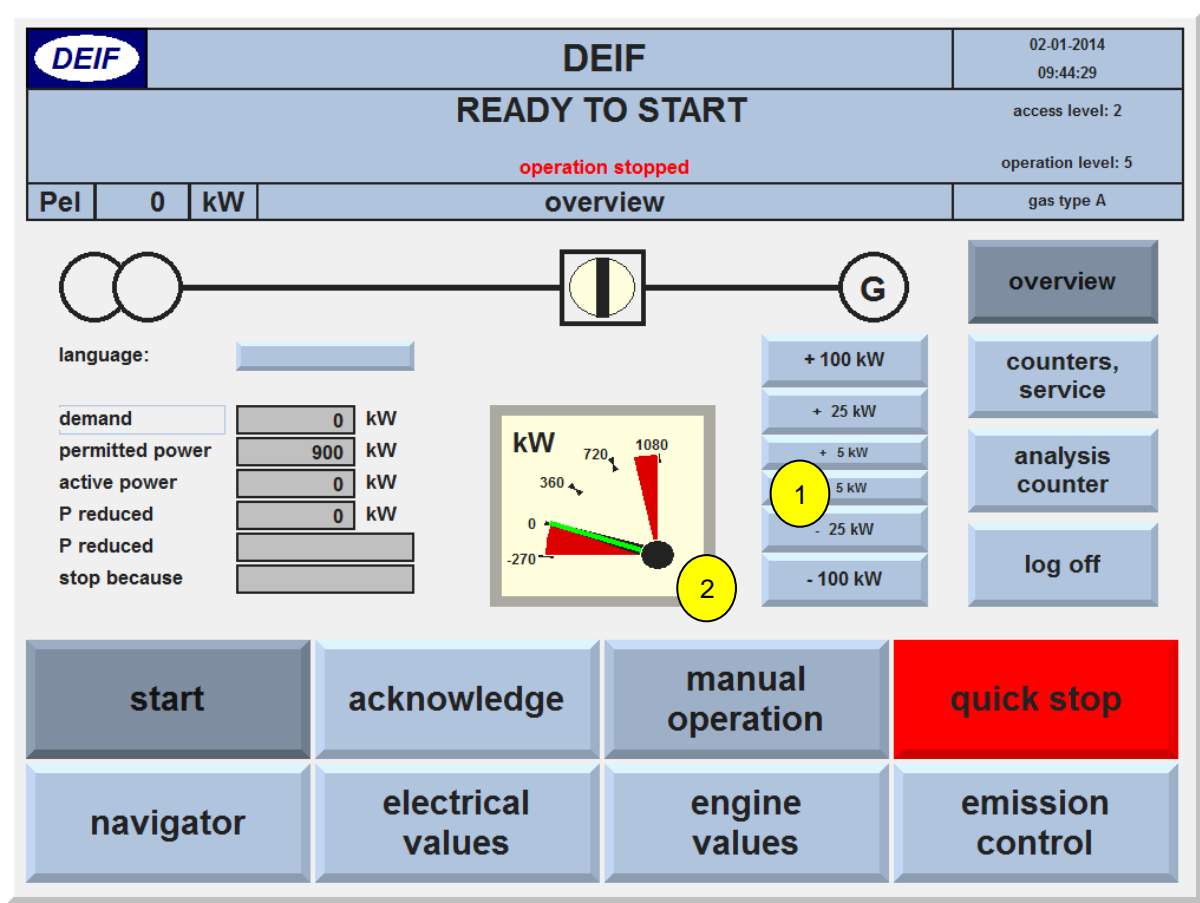 DEIF
DEIF
02-01-2014
09:44:29
READY TO START
access level: 2
operation stopped
operation level: 5
Pel 0 kW
overview
gas type A
G
overview
language:
+ 100 kW
counters,
service
demand 0 kW
+ 25 kW
permitted power 900 kW
+ 5 kW
active power 0 kW
5 kW
P reduced 0 kW
- 25 kW
P reduced
stop because
- 100 kW
kW
1080
720
360
0
-270
1
2
analysis
counter
log off
start
acknowledge
manual
operation
quick stop
navigator
electrical
values
engine
values
emission
control